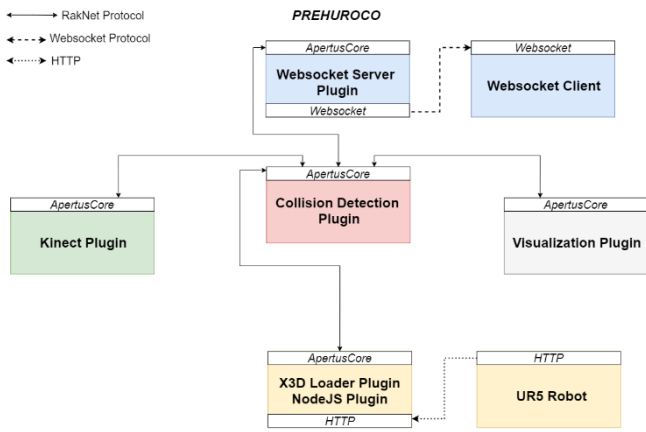 PREHUROCO
RakNet Protocol
Websocket Protocol
HTTP
ApertusCore
Websocket Server
Plugin
Websocket
Websocket
Websocket Client
ApertusCore
Collision Detection
Plugin
ApertusCore
Kinect Plugin
ApertusCore
Visualization Plugin
ApertusCore
X3D Loader Plugin
NodeJS Plugin
HTTP
HTTP
UR5 Robot